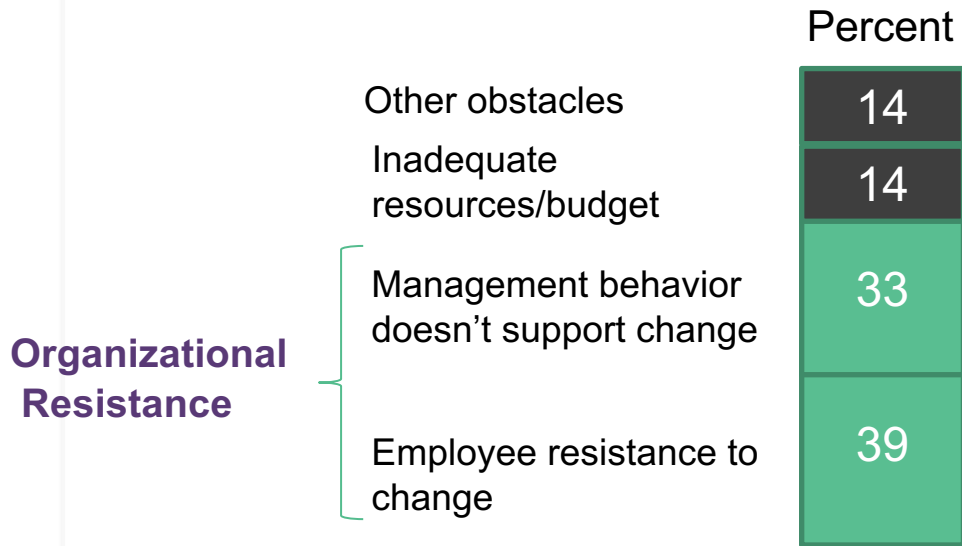 Percent
Other obstacles
14
Inadequate
resources/budget
14
Management behavior
doesn’t support change
33
Organizational
Resistance
Employee resistance to
change
39